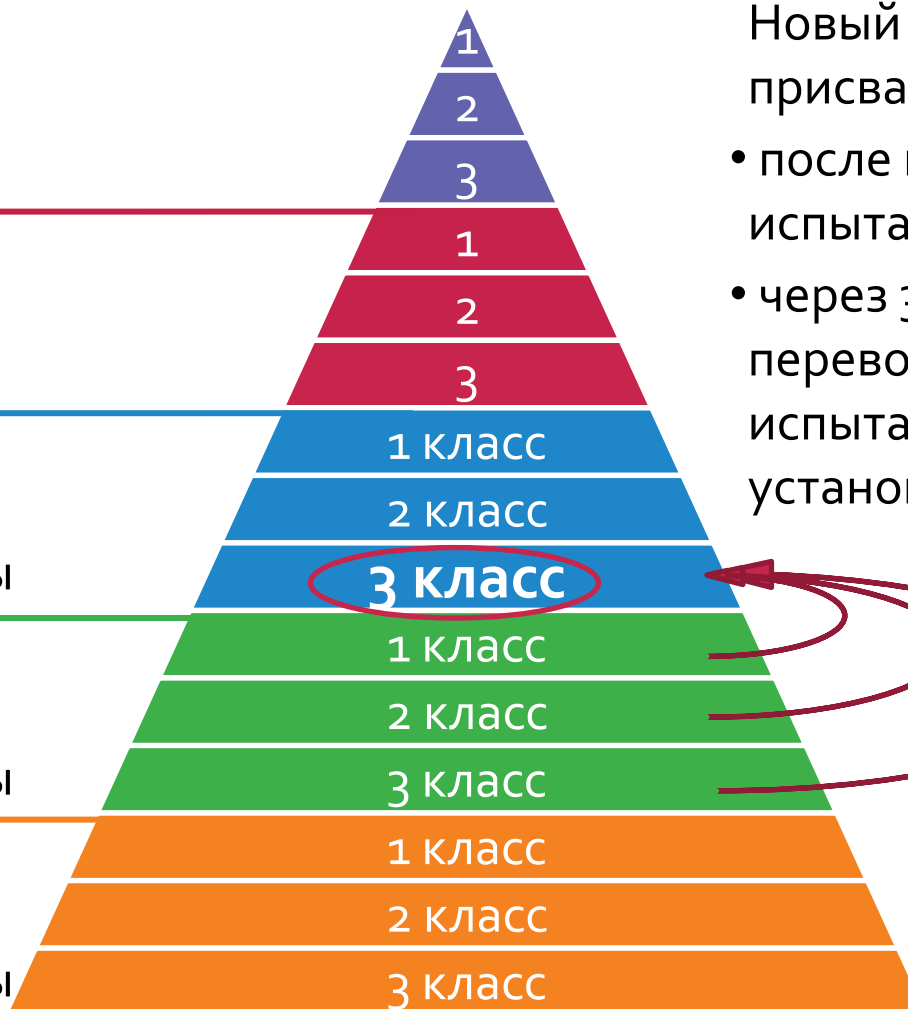 1
2
3
1
2
3
1 класс
2 класс
3 класс
1 класс
2 класс
3 класс
1 класс
2 класс
3 класс
ы
ы
ы
Новый
присва
• после
испыта
• через
перево
испыта
устано